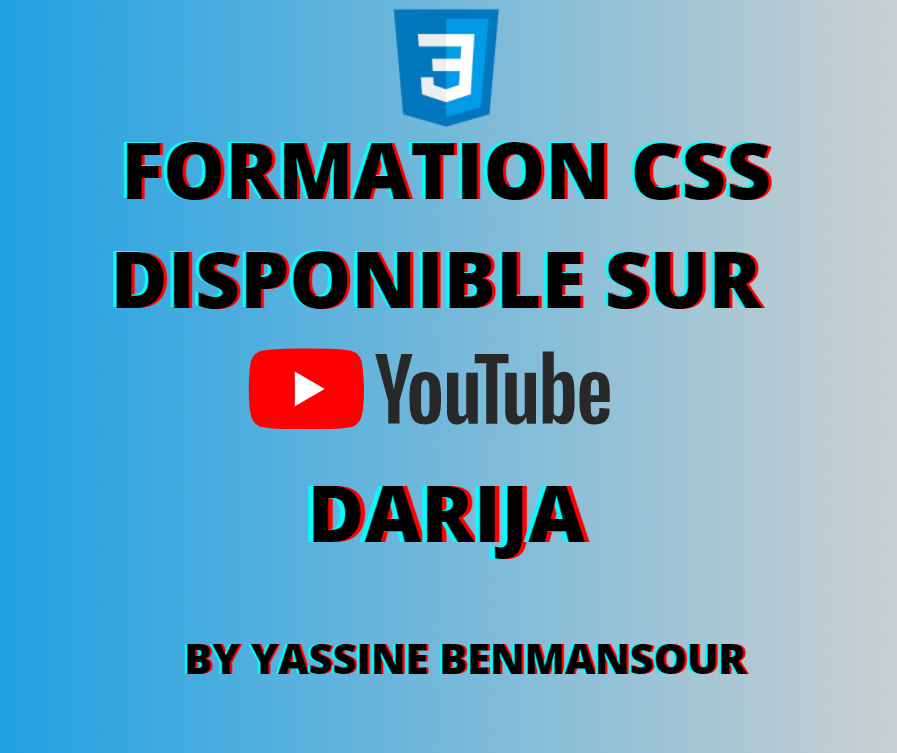 3
FORMATION CSS
DISPONIBLE SUR
YouTube
DARIJA
BY YASSINE BENMANSOUR